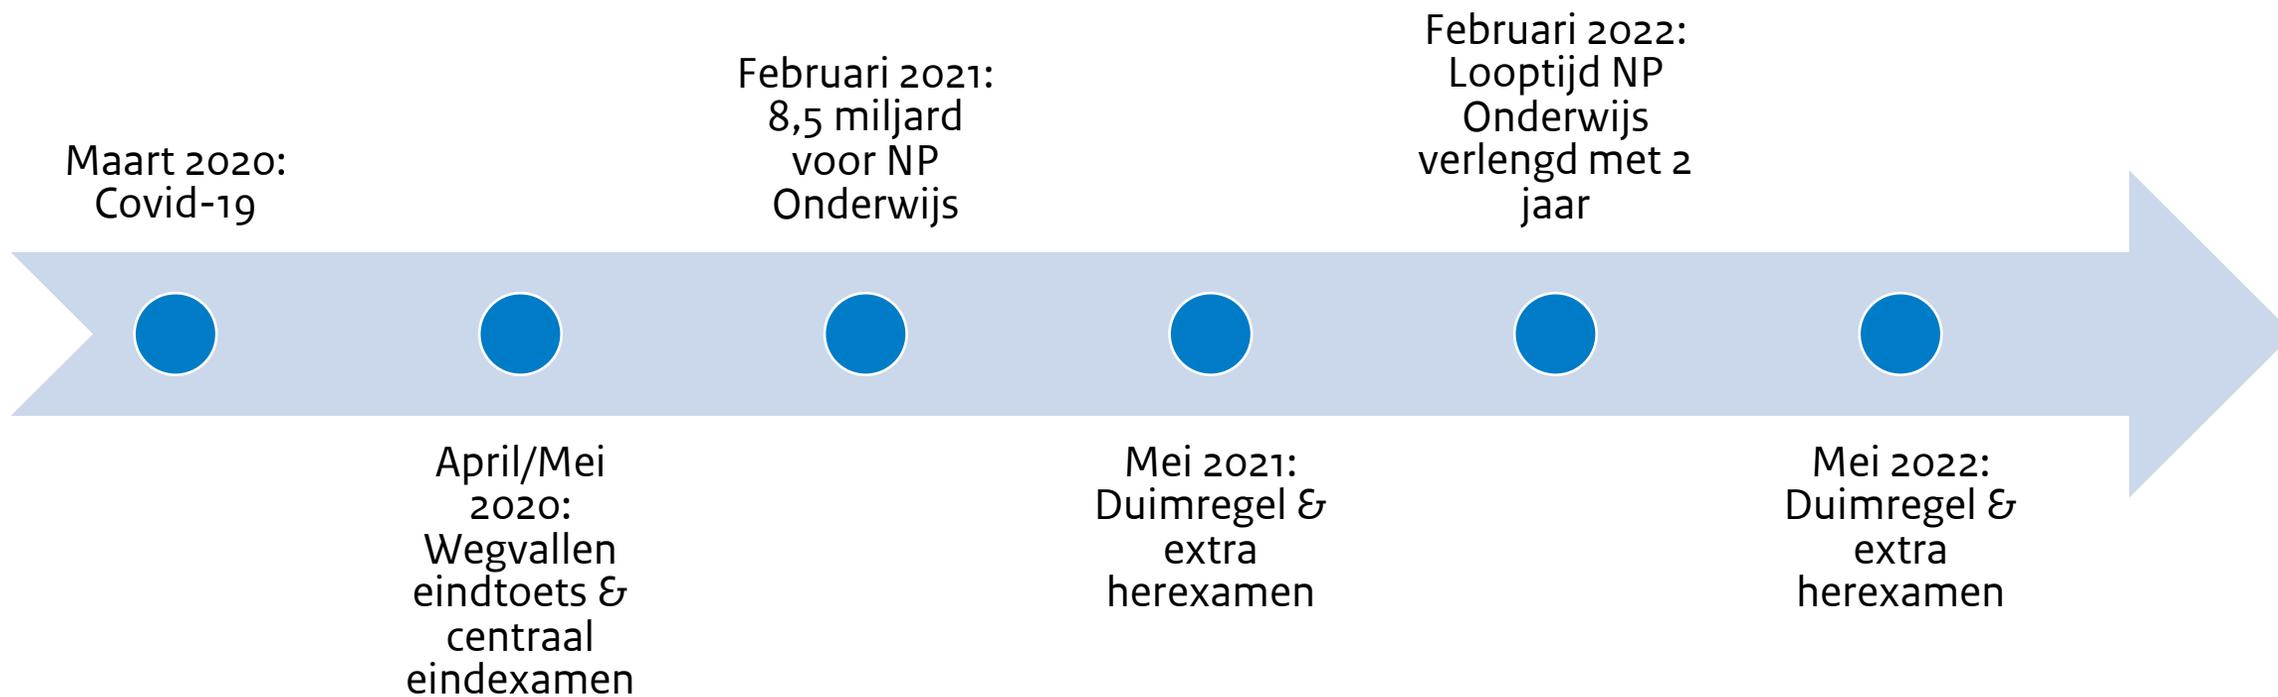 Maart 2020:
Covid-19
April/Mei
2020:
Wegvallen
eindtoets &
centraal
eindexamen
Februari 2021:
8,5 miljard
voor NP
Onderwijs
Mei 2021:
Duimregel &
extra
herexamen
Februari 2022:
Looptijd NP
Onderwijs
verlengd met 2
jaar
Mei 2022:
Duimregel &
extra
herexamen